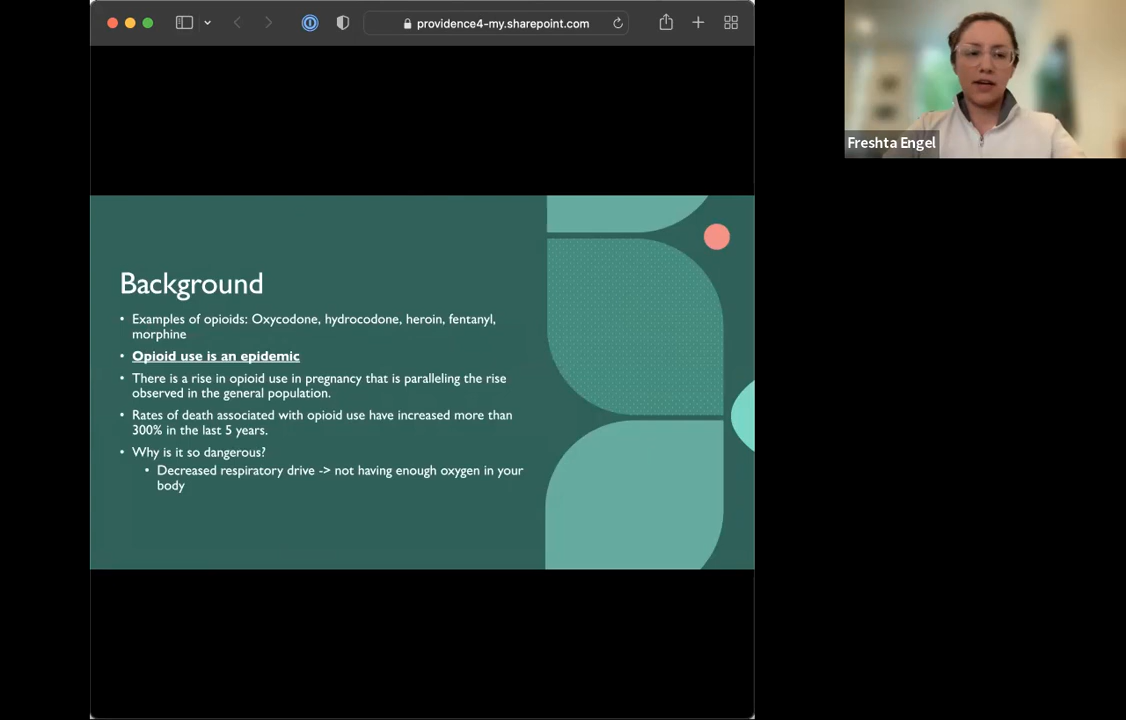 providence4-my.sharepoint.com
Freshta Engel
Background
• Examples of opioids: Oxycodone, hydrocodone, heroin, fentanyl,
morphine
• Opioid use is an epidemic
• There is a rise in opioid use in pregnancy that is paralleling the rise
observed in the general population.
• Rates of death associated with opioid use have increased more than
300% in the last 5 years.
• Why is it so dangerous?
• Decreased respiratory drive -> not having enough oxygen in your
body